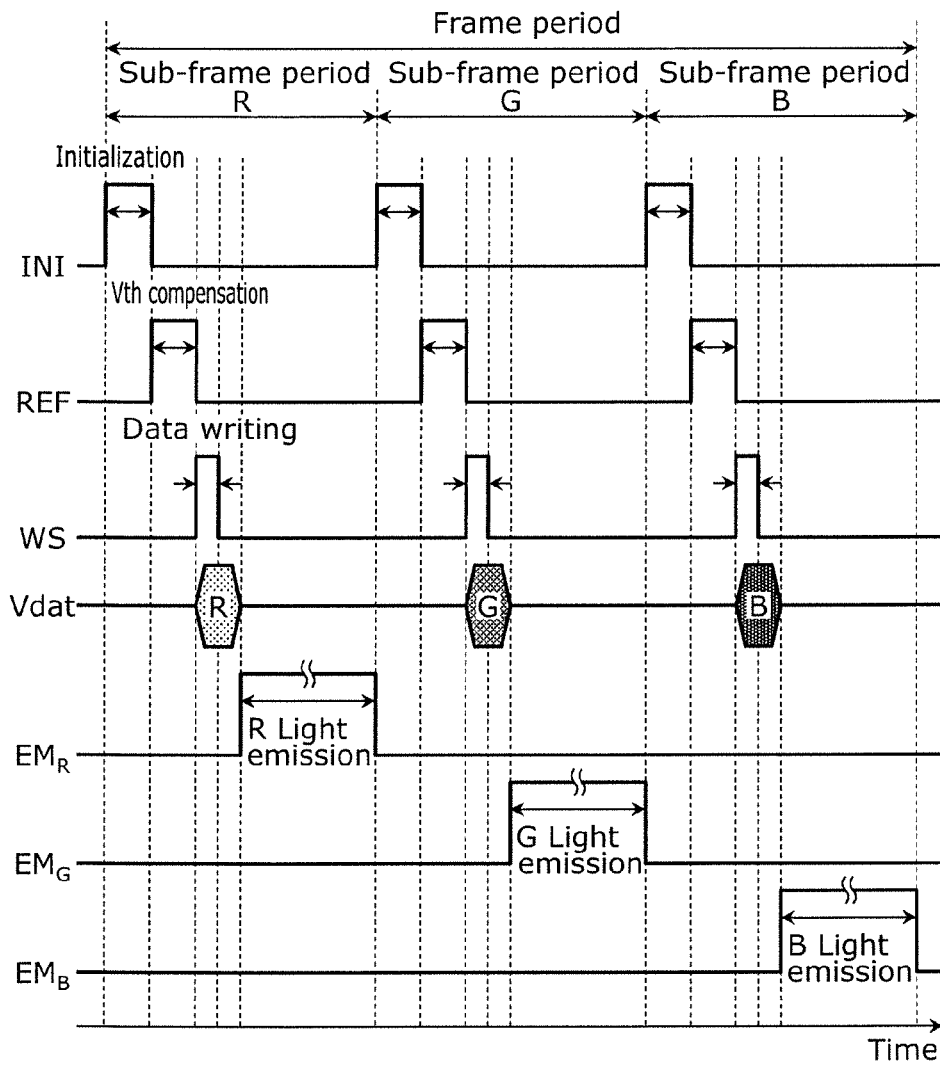 Frame period
Sub-frame period Sub-frame period Sub-frame period
R G B
Initialization
INI
Vth compensation
REF
Data writing
WS
Vdat R G B
R Light
emission
EMR
G Light
emission
EMG
B Light
emission
EMB
Time